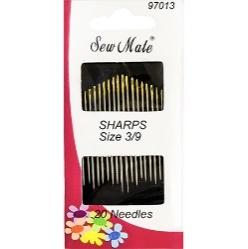 97013
Sew Mate
SHARPS
Size 3/9
20 Needles